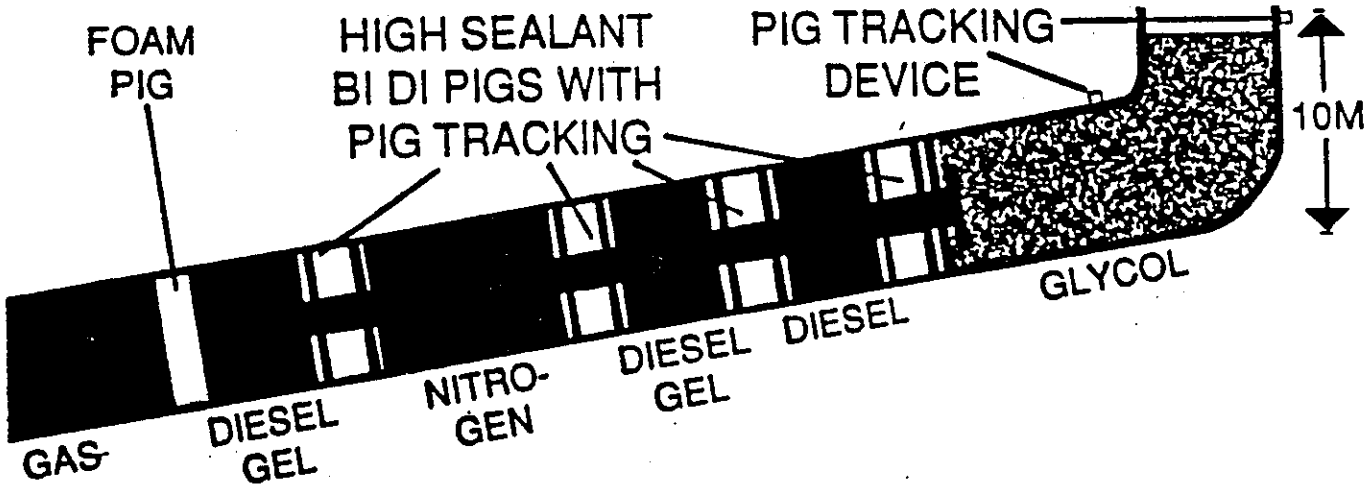 FOAM
PIG
HIGH SEALANT
BI DI PIGS WITH
PIG TRACKING
PIG TRACKING
DEVICE
10M
GAS-
DIESEL
GEL
NITRO-
GEN
DIESEL
GEL
DIESEL
GLYCOL